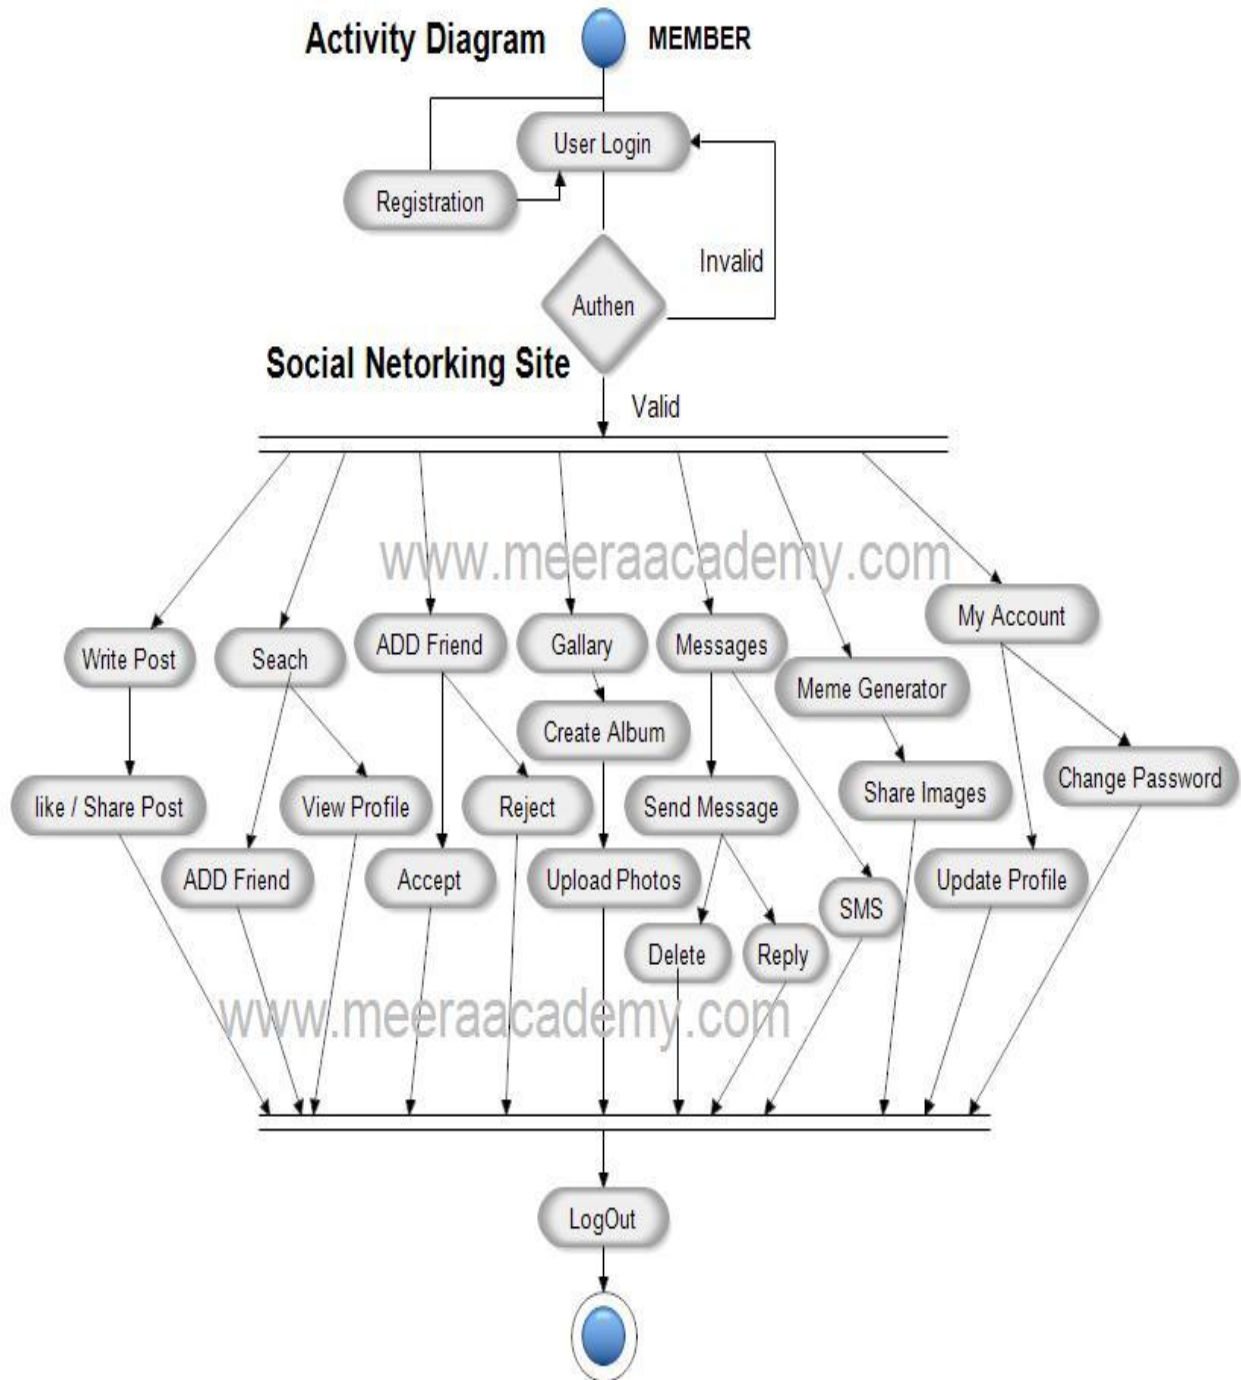 Activity Diagram
MEMBER
User Login
Registration
Invalid
Authen
Social Netorking Site
Valid
www.meeraacademy.com
My Account
Write Post
Seach
ADD Friend
Gallary
Messages
Meme Generator
Create Album
Change Password
like / Share Post
View Profile
Reject
Send Message
Share Images
ADD Friend
Accept
Upload Photos
Update Profile
SMS
Delete
Reply
www.meeraacademy.com
LogOut